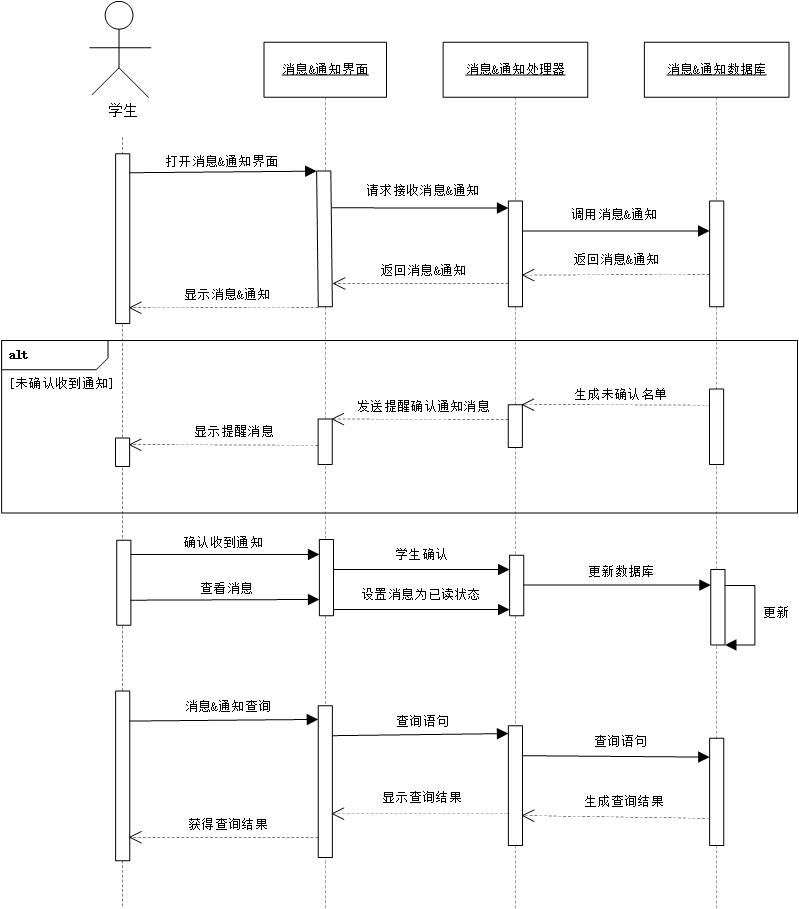 学生
消息&通知界面
消息&通知处理器
消息&通知数据库
打开消息&通知界面
请求接收消息&通知
调用消息&通知
返回消息&通知
返回消息&通知
显示消息&通知
alt
[未确认收到通知]
生成未确认名单
发送提醒确认通知消息
显示提醒消息
确认收到通知
学生确认
更新数据库
查看消息
设置消息为已读状态
更新
消息&通知查询
查询语句
查询语句
显示查询结果
生成查询结果
获得查询结果